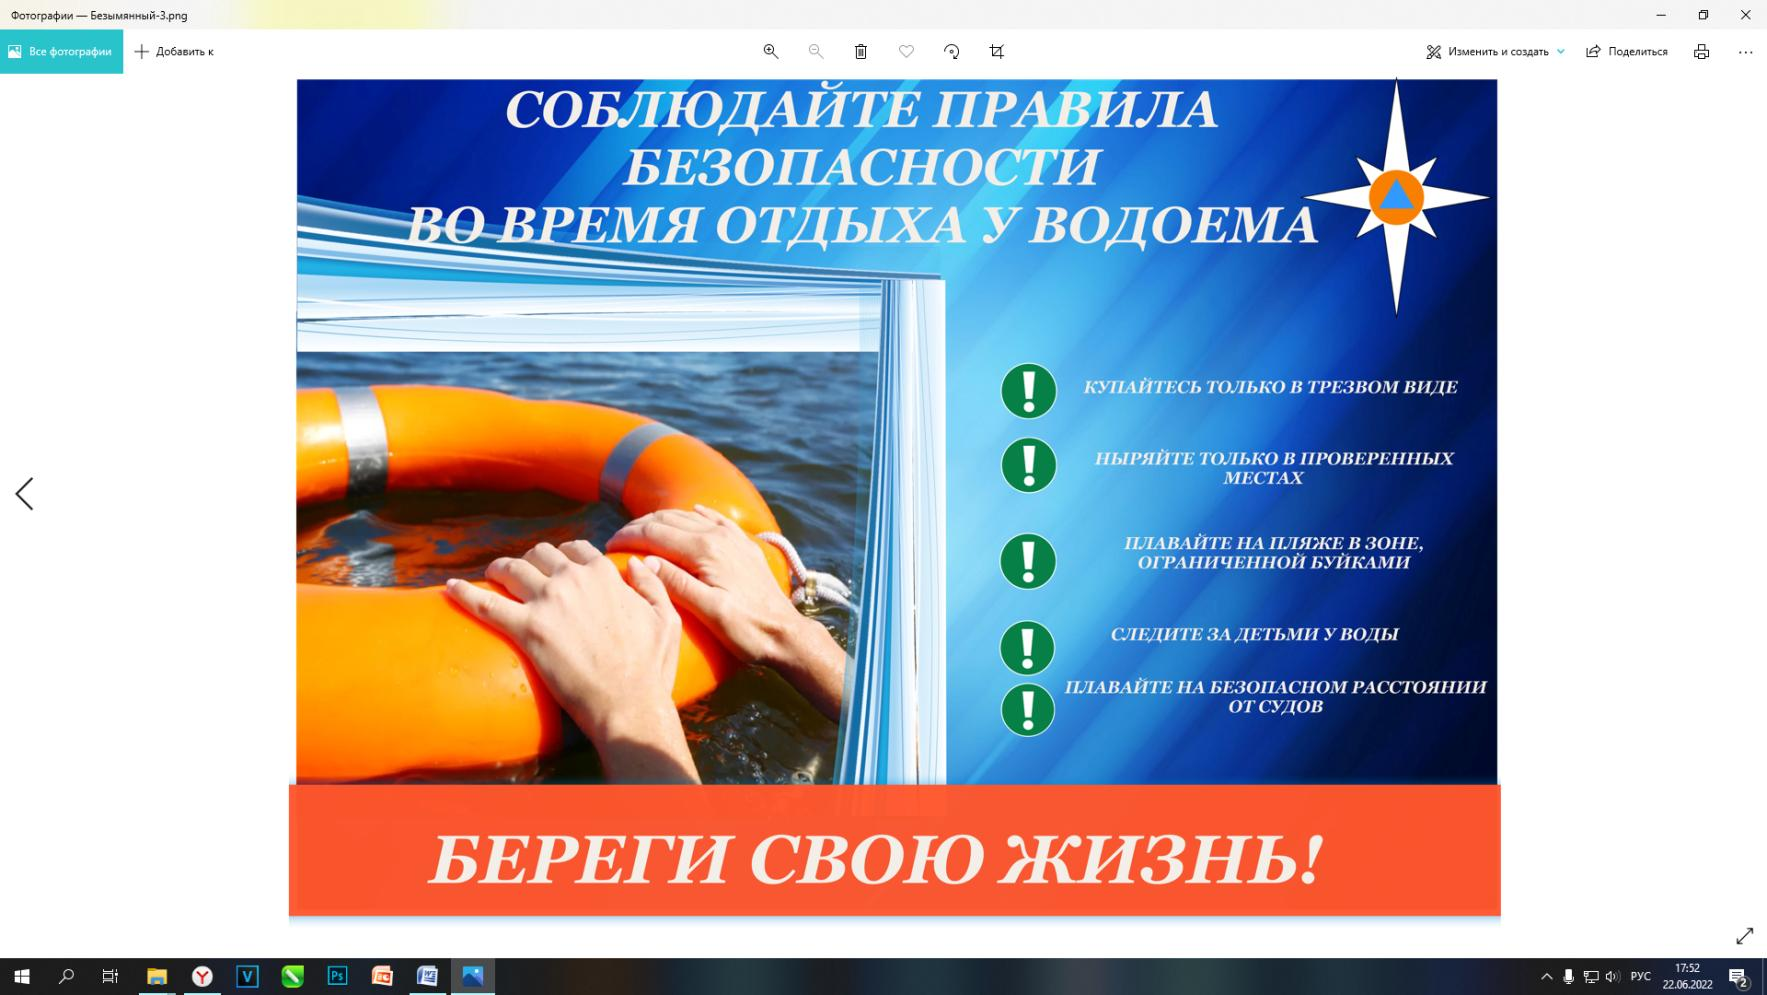 Фотографии — Безымянный-3.png
Все фотографии
Добавить к
Изменить и создать
Поделиться
СОБЛЮДАЙТЕ ПРАВИЛА
БЕЗОПАСНОСТИ
ВО ВРЕМЯ ОТДЫХА У ВОДОЕМА
! КУПАЙТЕСЬ ТОЛЬКО В ТРЕЗВОМ ВИДЕ
! НЫРЯЙТЕ ТОЛЬКО В ПРОВЕРЕННЫХ
МЕСТАХ
! ПЛАВАЙТЕ НА ПЛЯЖЕ В ЗОНЕ,
ОГРАНИЧЕННОЙ БУЙКАМИ
! СЛЕДИТЕ ЗА ДЕТЬМИ У ВОДЫ
! ПЛАВАЙТЕ НА БЕЗОПАСНОМ РАССТОЯНИИ
ОТ СУДОВ
БЕРЕГИ СВОЮ ЖИЗНЬ!
Y
V
Ps
W
РУС
17:52
22.06.2022
2